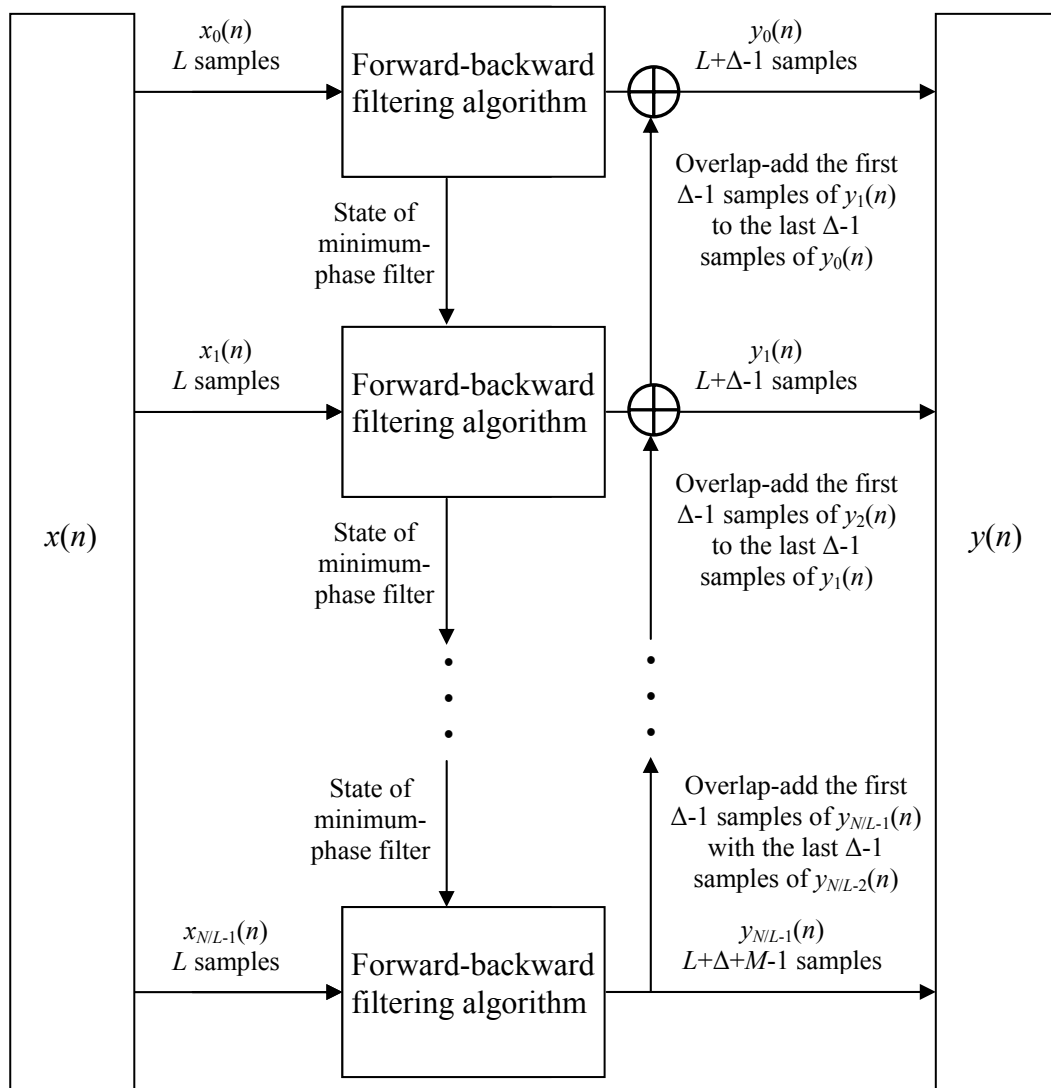 x0(n)
L samples
Forward-backward
filtering algorithm
y0(n)
L+Δ-1 samples
State of
minimum-
phase filter
Overlap-add the first
Δ-1 samples of y1(n)
to the last Δ-1
samples of y0(n)
x1(n)
L samples
Forward-backward
filtering algorithm
y1(n)
L+Δ-1 samples
x(n)
State of
minimum-
phase filter
Overlap-add the first
Δ-1 samples of y2(n)
to the last Δ-1
samples of y1(n)
y(n)
State of
minimum-
phase filter
Overlap-add the first
Δ-1 samples of yN/L-1(n)
with the last Δ-1
samples of yN/L-2(n)
xN/L-1(n)
L samples
Forward-backward
filtering algorithm
yN/L-1(n)
L+Δ+M-1 samples